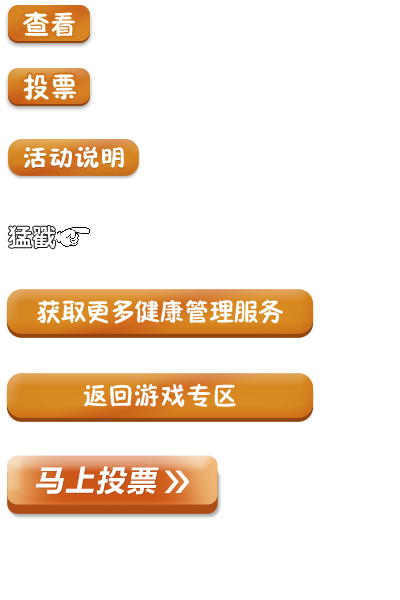 查看
投票
活动说明
猛戳
获取更多健康管理服务
返回游戏专区
马上投票